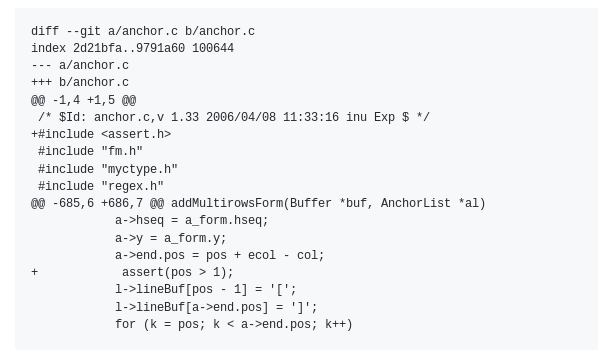 diff --git a/anchor.c b/anchor.c
index 2d21bfa..9791a60 100644
--- a/anchor.c
+++ b/anchor.c
@@ -1,4 +1,5 @@
 /* $Id: anchor.c,v 1.33 2006/04/08 11:33:16 inu Exp $ */
+#include <assert.h>
 #include "fm.h"
 #include "myctype.h"
 #include "regex.h"
@@ -685,6 +686,7 @@ addMultirowsForm(Buffer *buf, AnchorList *al)
            a->hseq = a_form.hseq;
            a->y = a_form.y;
            a->end.pos = pos + ecol - col;
+            assert(pos > 1);
            l->lineBuf[pos - 1] = '[';
            l->lineBuf[a->end.pos] = ']';
            for (k = pos; k < a->end.pos; k++)